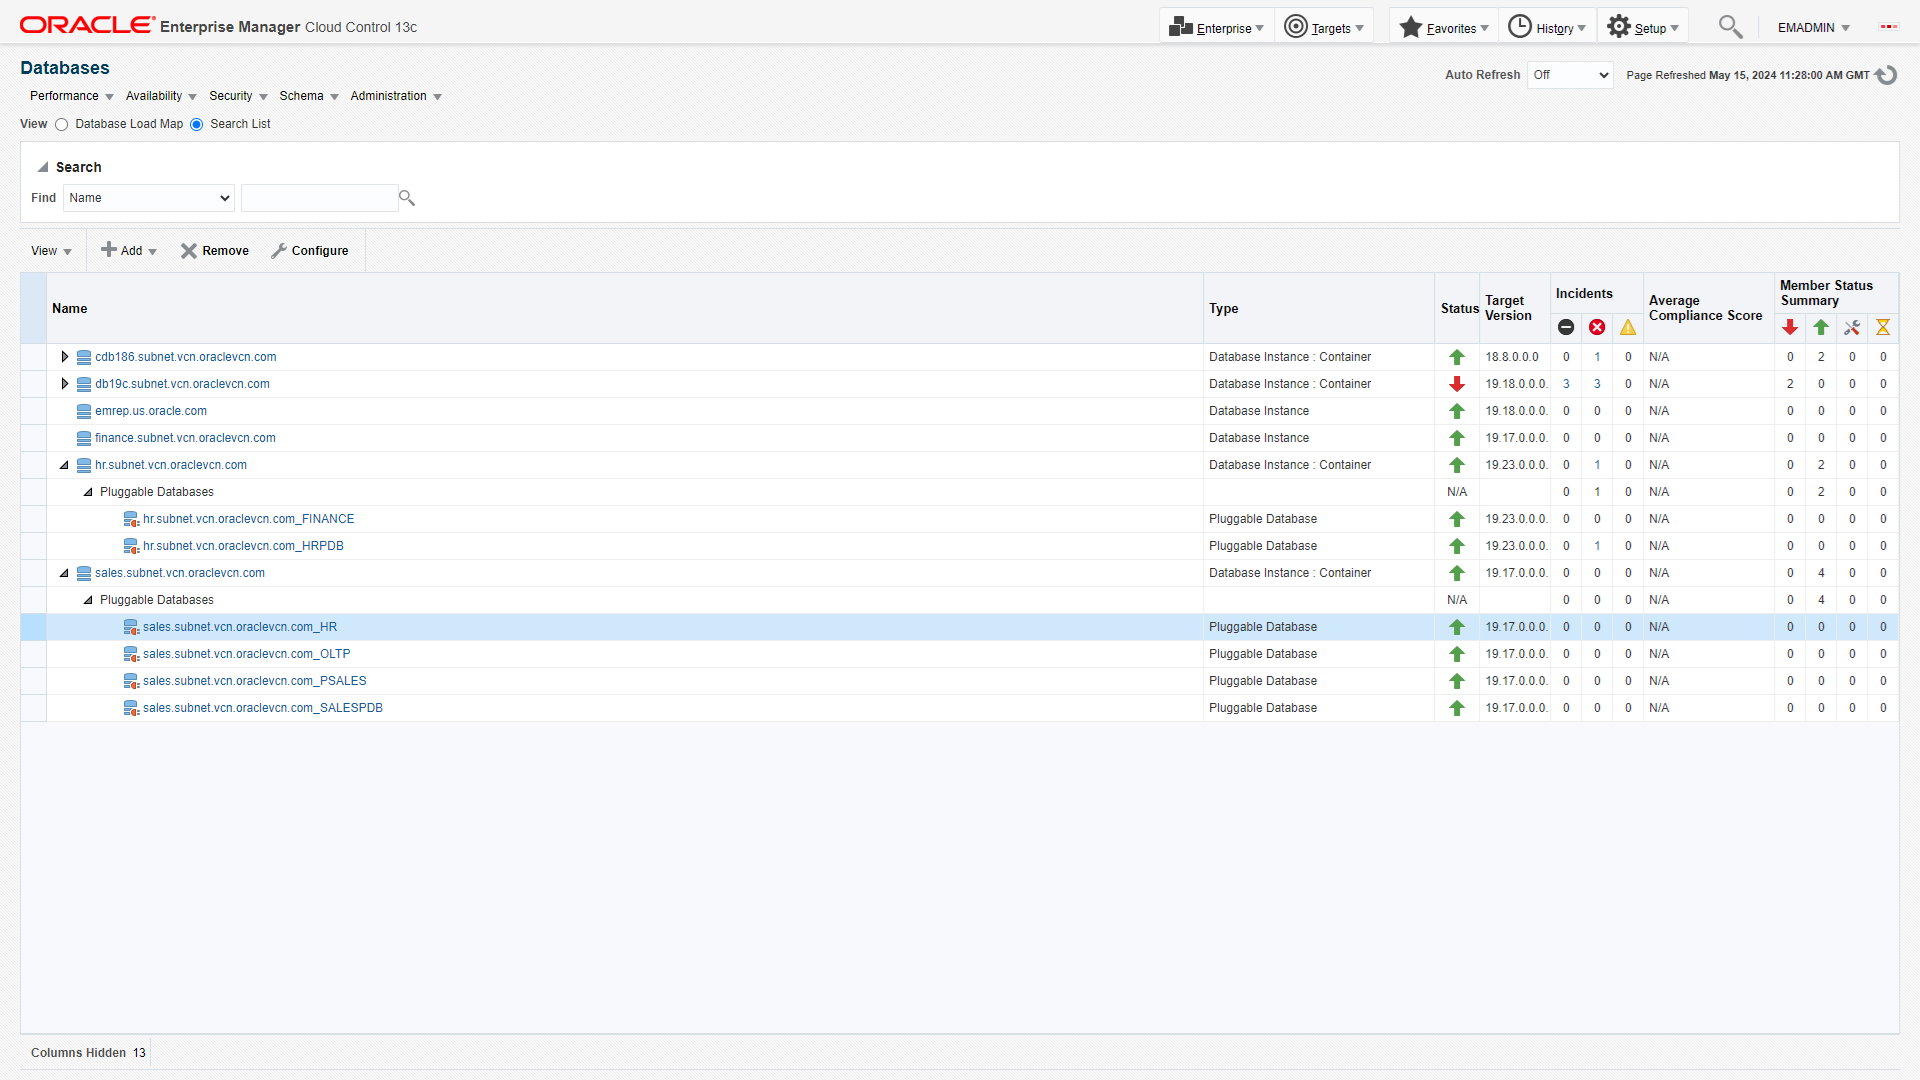 ORACLE Enterprise Manager Cloud Control 13c
Enterprise Targets Favorites History Setup EMADMIN
Databases
Auto Refresh Off Page Refreshed May 15, 2024 11:28:00 AM GMT
Performance Availability Security Schema Administration
View Database Load Map Search List
Search
Find Name
View Add Remove Configure
Name Type Status Target Version Incidents Average Compliance Score Member Status Summary
cdb186.subnet.vcn.oraclevcn.com Database Instance : Container 18.8.0.0.0 0 1 0 N/A 0 2 0 0
db19c.subnet.vcn.oraclevcn.com Database Instance : Container 19.18.0.0.0. 3 3 0 N/A 2 0 0 0
emrep.us.oracle.com Database Instance 19.18.0.0.0. 0 0 0 N/A 0 0 0 0
finance.subnet.vcn.oraclevcn.com Database Instance 19.17.0.0.0. 0 0 0 N/A 0 0 0 0
hr.subnet.vcn.oraclevcn.com Database Instance : Container 19.23.0.0.0. 0 1 0 N/A 0 2 0 0
Pluggable Databases N/A 0 1 0 N/A 0 2 0 0
hr.subnet.vcn.oraclevcn.com_FINANCE Pluggable Database 19.23.0.0.0. 0 0 0 N/A 0 0 0 0
hr.subnet.vcn.oraclevcn.com_HRPDB Pluggable Database 19.23.0.0.0. 0 1 0 N/A 0 0 0 0
sales.subnet.vcn.oraclevcn.com Database Instance : Container 19.17.0.0.0. 0 0 0 N/A 0 4 0 0
Pluggable Databases N/A 0 0 0 N/A 0 4 0 0
sales.subnet.vcn.oraclevcn.com_HR Pluggable Database 19.17.0.0.0. 0 0 0 N/A 0 0 0 0
sales.subnet.vcn.oraclevcn.com_OLTP Pluggable Database 19.17.0.0.0. 0 0 0 N/A 0 0 0 0
sales.subnet.vcn.oraclevcn.com_PSALES Pluggable Database 19.17.0.0.0. 0 0 0 N/A 0 0 0 0
sales.subnet.vcn.oraclevcn.com_SALESPDB Pluggable Database 19.17.0.0.0. 0 0 0 N/A 0 0 0 0
Columns Hidden 13